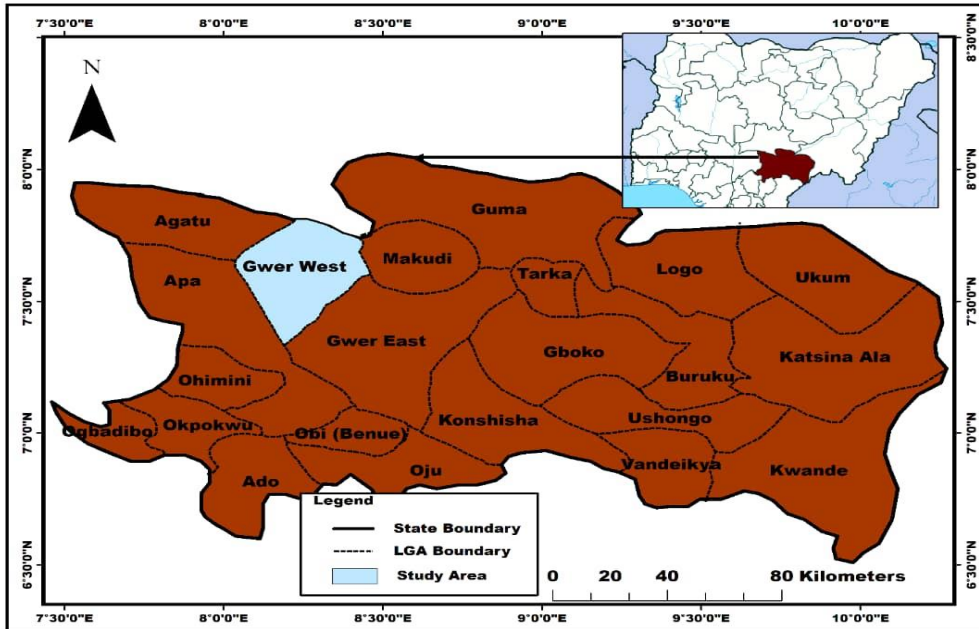 7°30'0"E 8°0'0"E 8°30'0"E 9°0'0"E 9°30'0"E 10°0'0"E
8°30'0"N
N
8°0'0"N 8°0'0"N
Agatu
Guma
Gwer West
Makudi
Apa
Tarka
Logo
Ukum
7°30'0"N 7°30'0"N
Gwer East
Gboko
Katsina Ala
Ohimini
Buruku
Ogbadibo
Okpokwu
Obi (Benue)
Konshisha
Ushongo
7°0'0"N 7°0'0"N
Ado
Oju
Vandeikya
Kwande
Legend
State Boundary
LGA Boundary
Study Area
0 20 40 80 Kilometers
6°30'0"N 6°30'0"N
7°30'0"E 8°0'0"E 8°30'0"E 9°0'0"E 9°30'0"E 10°0'0"E